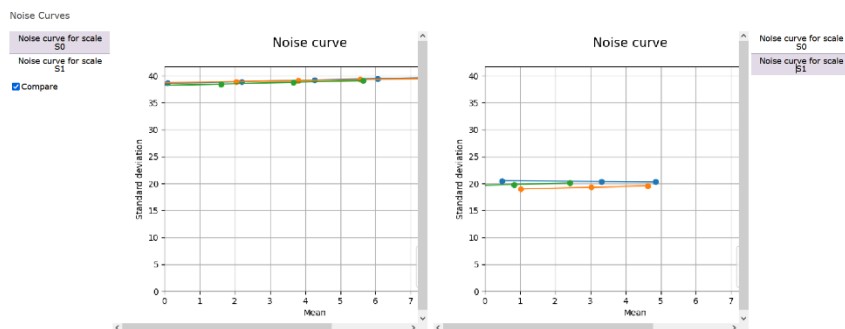 Noise Curves
Noise curve for scale
S0
Noise curve for scale
S1
Compare
Noise curve
Standard deviation
40
35
30
25
20
15
10
5
0
0 1 2 3 4 5 6 7
Mean
Noise curve
Standard deviation
40
35
30
25
20
15
10
5
0
0 1 2 3 4 5 6 7
Mean
Noise curve for scale
S0
Noise curve for scale
S1